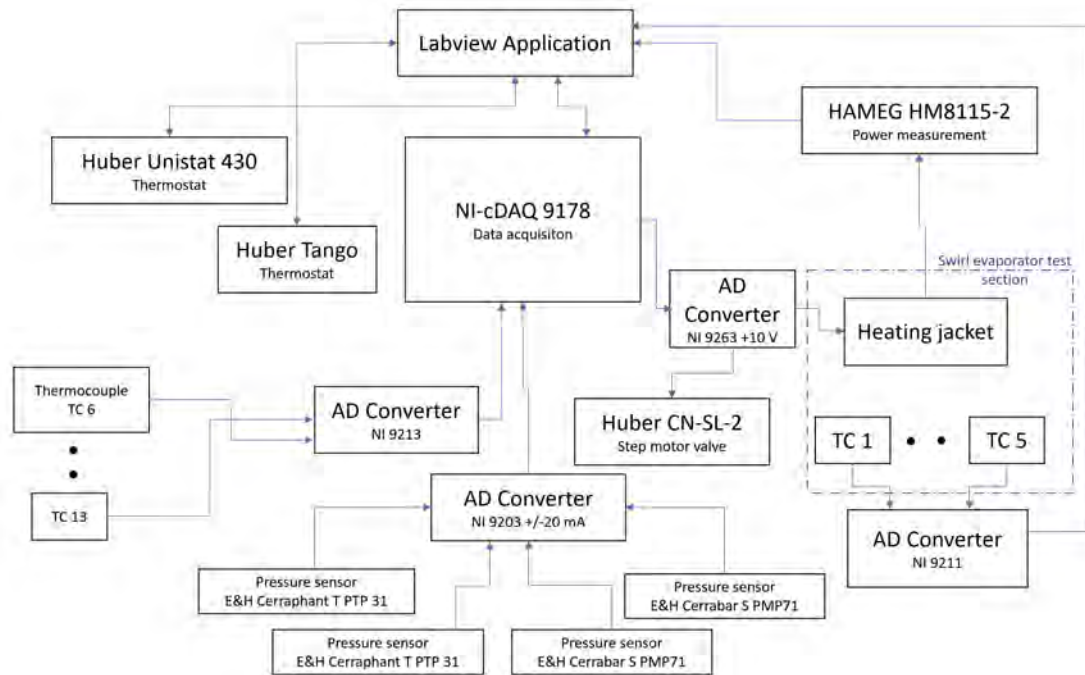 Labview Application
HAMEG HM8115-2
Power measurement
Huber Unistat 430
Thermostat
NI-cDAQ 9178
Data acquisiton
Huber Tango
Thermostat
Swirl evaporator test
section
AD
Converter
NI 9263 +10 V
Heating jacket
Thermocouple
TC 6
AD Converter
NI 9213
Huber CN-SL-2
Step motor valve
TC 1
TC 5
TC 13
AD Converter
NI 9203 +/-20 mA
AD Converter
NI 9211
Pressure sensor
E&H Cerraphant T PTP 31
Pressure sensor
E&H Cerrabar S PMP71
Pressure sensor
E&H Cerraphant T PTP 31
Pressure sensor
E&H Cerrabar S PMP71